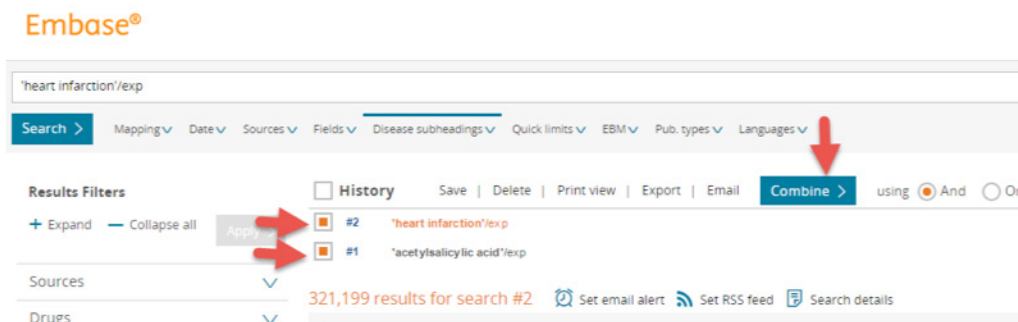 Embase®
'heart infarction'/exp
Search > Mapping Date Sources Fields Disease subheadings Quick limits EBM Pub. types Languages
Results Filters
+ Expand — Collapse all Apply
Sources
Drugs
History Save | Delete | Print view | Export | Email Combine > using And
#2 'heart infarction'/exp
#1 'acetylsalicylic acid'/exp
321,199 results for search #2 Set email alert Set RSS feed Search details